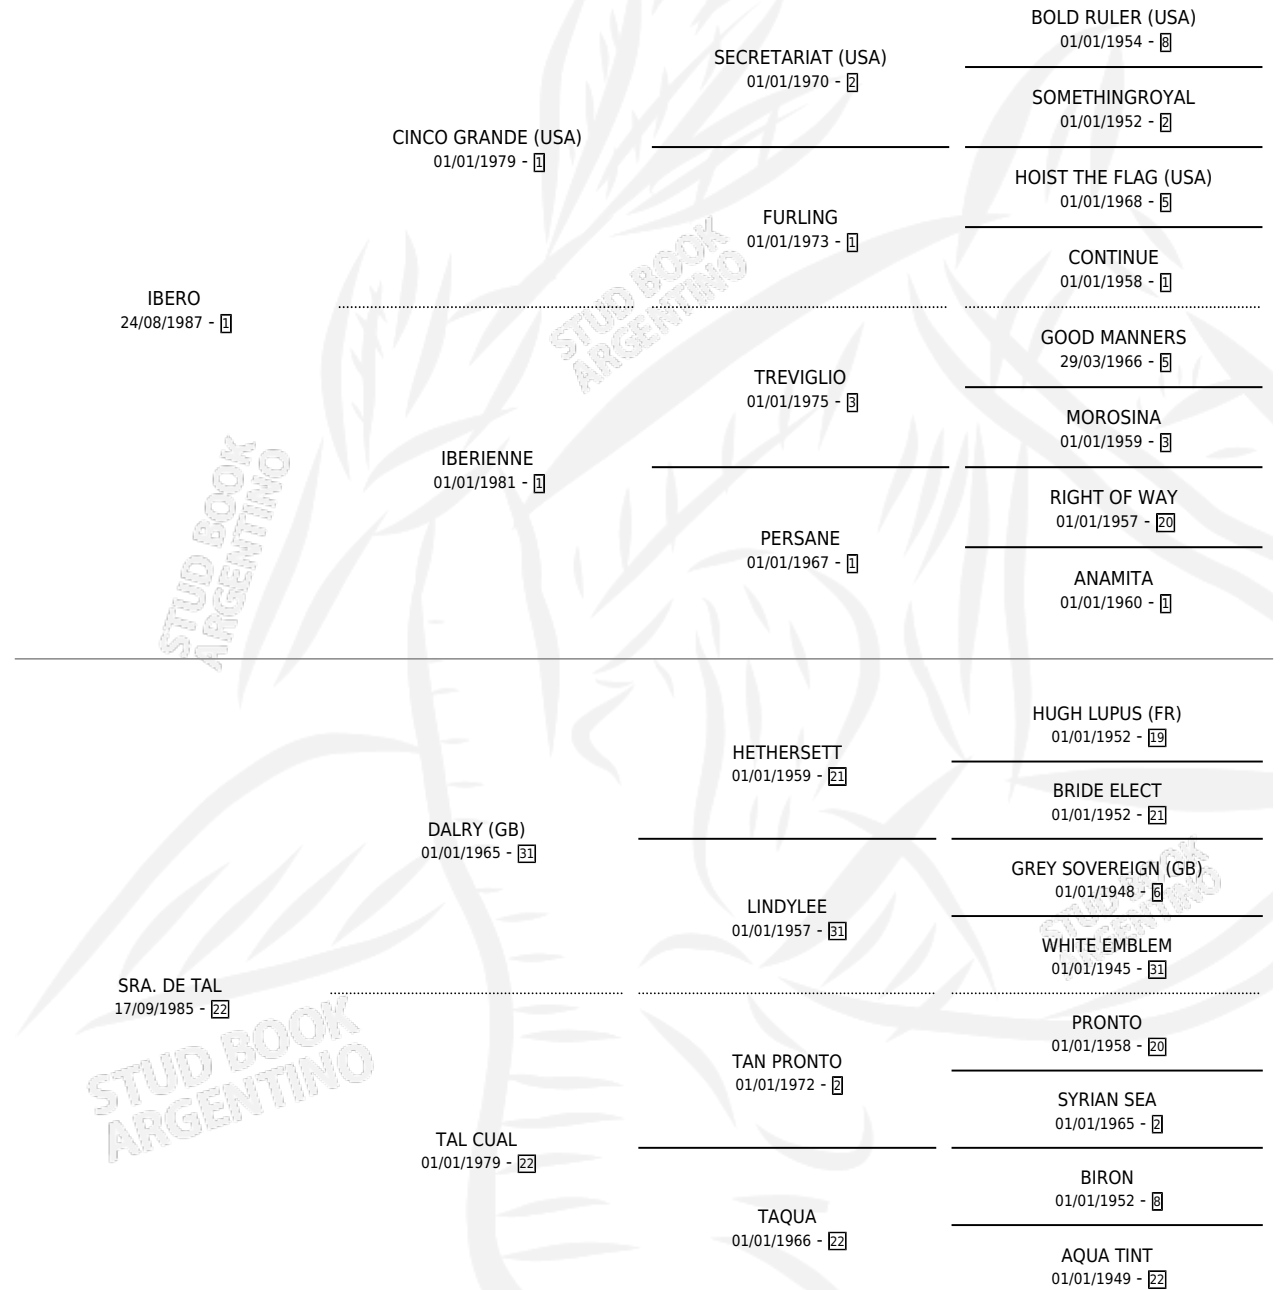 BOLD RULER (USA)
01/01/1954 - 8
SECRETARIAT (USA)
01/01/1970 - 2
SOMETHINGROYAL
01/01/1952 - 2
CINCO GRANDE (USA)
01/01/1979 - 1
HOIST THE FLAG (USA)
01/01/1968 - 5
FURLING
01/01/1973 - 1
CONTINUE
01/01/1958 - 1
IBERO
24/08/1987 - 1
STUD BOOK
ARGENTINO
GOOD MANNERS
29/03/1966 - 5
TREVIGLIO
01/01/1975 - 3
MOROSINA
01/01/1959 - 3
IBERIENNE
01/01/1981 - 1
RIGHT OF WAY
01/01/1957 - 20
PERSANE
01/01/1967 - 1
ANAMITA
01/01/1960 - 1
STUD BOOK
ARGENTINO
HUGH LUPUS (FR)
01/01/1952 - 19
HETHERSETT
01/01/1959 - 21
BRIDE ELECT
01/01/1952 - 21
DALRY (GB)
01/01/1965 - 31
GREY SOVEREIGN (GB)
01/01/1948 - 6
LINDYLEE
01/01/1957 - 31
STUD BOOK
ARGENTINO
WHITE EMBLEM
01/01/1945 - 31
SRA. DE TAL
17/09/1985 - 22
STUD BOOK
ARGENTINO
PRONTO
01/01/1958 - 20
TAN PRONTO
01/01/1972 - 2
SYRIAN SEA
01/01/1965 - 2
TAL CUAL
01/01/1979 - 22
BIRON
01/01/1952 - 8
TAQUA
01/01/1966 - 22
AQUA TINT
01/01/1949 - 22